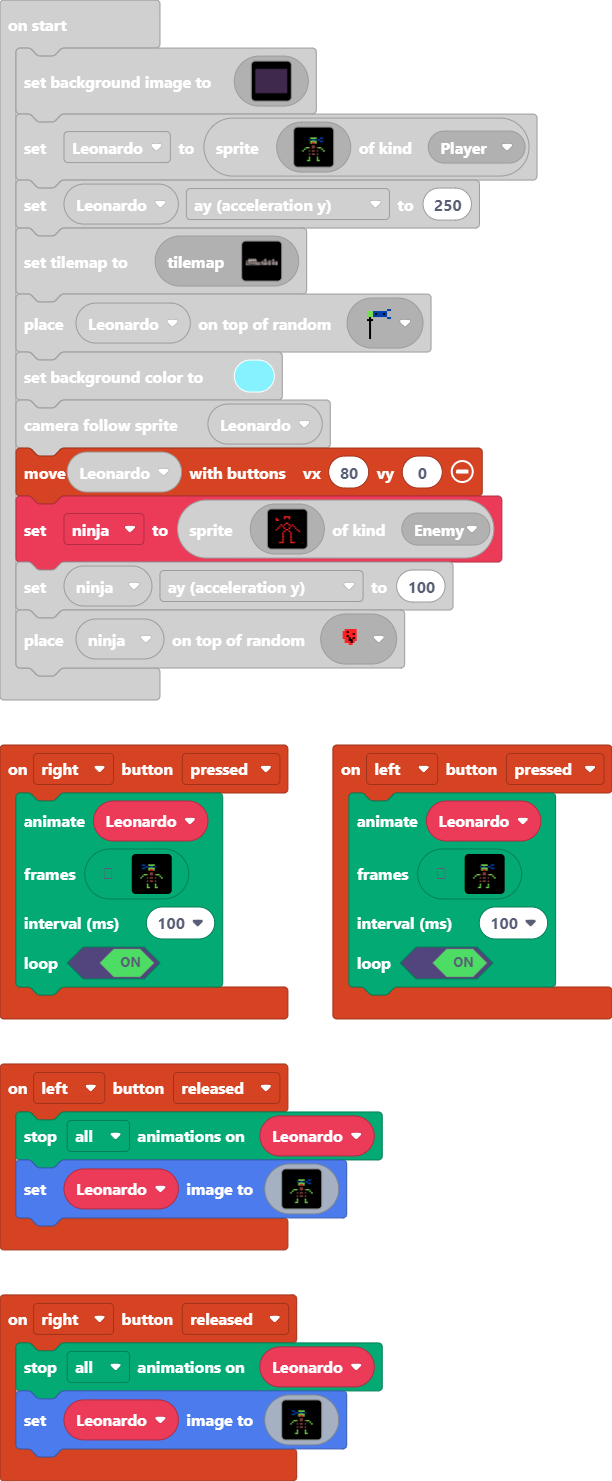 on start
set background image to
set Leonardo to sprite of kind Player
set Leonardo ay (acceleration y) to 250
set tilemap to tilemap
place Leonardo on top of random
set background color to
camera follow sprite Leonardo
move Leonardo with buttons vx 80 vy 0
set ninja to sprite of kind Enemy
set ninja ay (acceleration y) to 100
place ninja on top of random
on right button pressed
animate Leonardo
frames
interval (ms) 100
loop ON
on left button pressed
animate Leonardo
frames
interval (ms) 100
loop ON
on left button released
stop all animations on Leonardo
set Leonardo image to
on right button released
stop all animations on Leonardo
set Leonardo image to